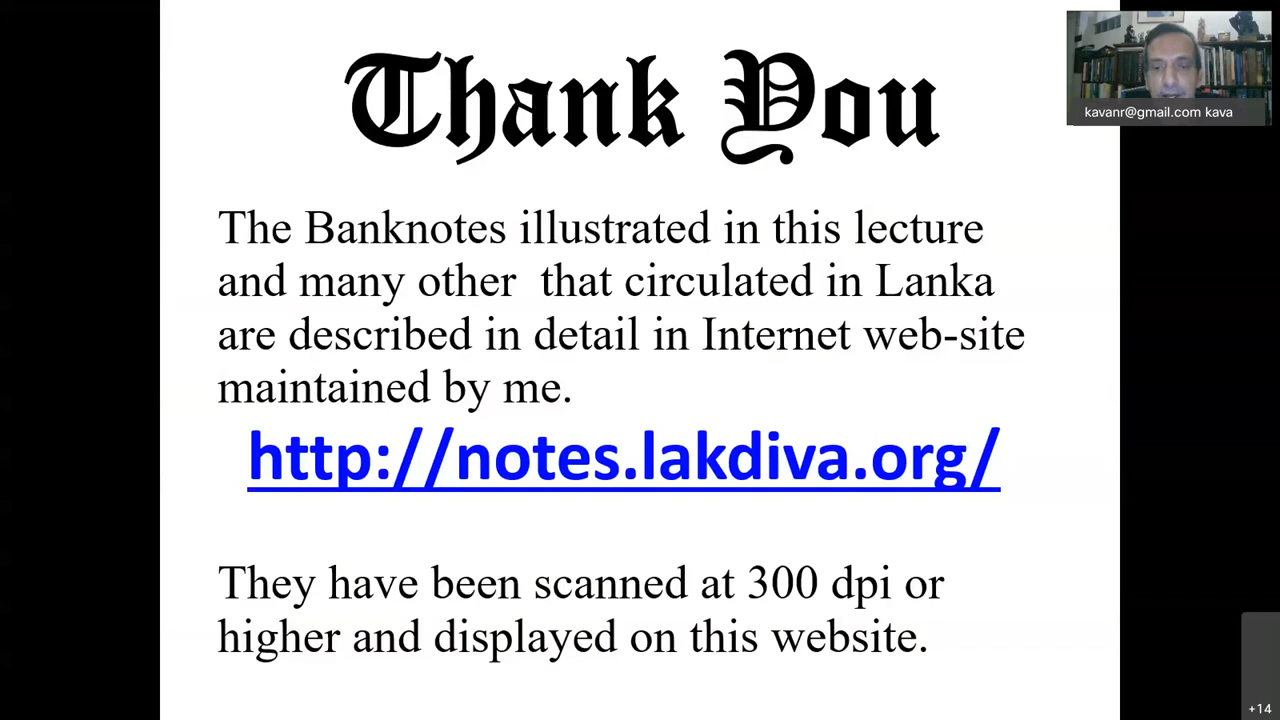 Thank You
kavanr@gmail.com kava
The Banknotes illustrated in this lecture
and many other  that circulated in Lanka
are described in detail in Internet web-site
maintained by me.
http://notes.lakdiva.org/
They have been scanned at 300 dpi or
higher and displayed on this website.
+14